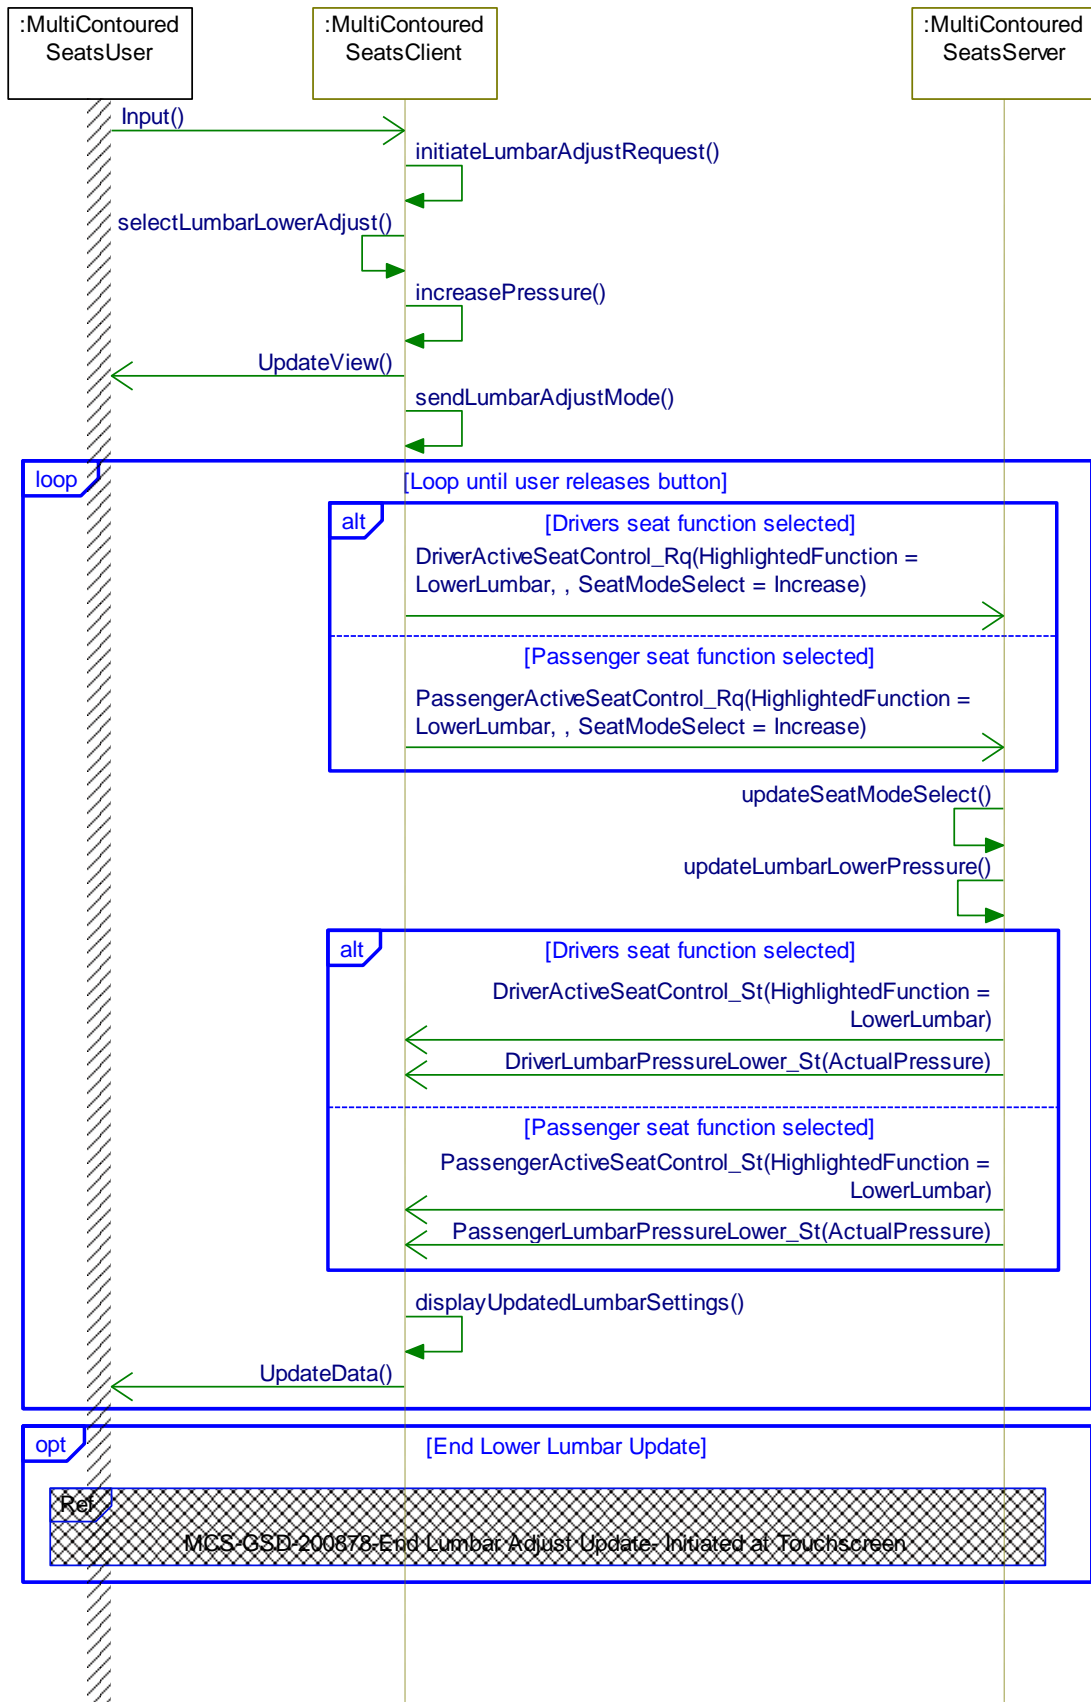 :MultiContoured
SeatsUser
:MultiContoured
SeatsClient
:MultiContoured
SeatsServer
Input()
initiateLumbarAdjustRequest()
selectLumbarLowerAdjust()
increasePressure()
UpdateView()
sendLumbarAdjustMode()
loop
[Loop until user releases button]
alt
[Drivers seat function selected]
DriverActiveSeatControl_Rq(HighlightedFunction =
LowerLumbar, , SeatModeSelect = Increase)
[Passenger seat function selected]
PassengerActiveSeatControl_Rq(HighlightedFunction =
LowerLumbar, , SeatModeSelect = Increase)
updateSeatModeSelect()
updateLumbarLowerPressure()
alt
[Drivers seat function selected]
DriverActiveSeatControl_St(HighlightedFunction =
LowerLumbar)
DriverLumbarPressureLower_St(ActualPressure)
[Passenger seat function selected]
PassengerActiveSeatControl_St(HighlightedFunction =
LowerLumbar)
PassengerLumbarPressureLower_St(ActualPressure)
displayUpdatedLumbarSettings()
UpdateData()
opt
[End Lower Lumbar Update]
Ref
MCS-GSD-200878-End Lumbar Adjust Update- Initiated at Touchscreen